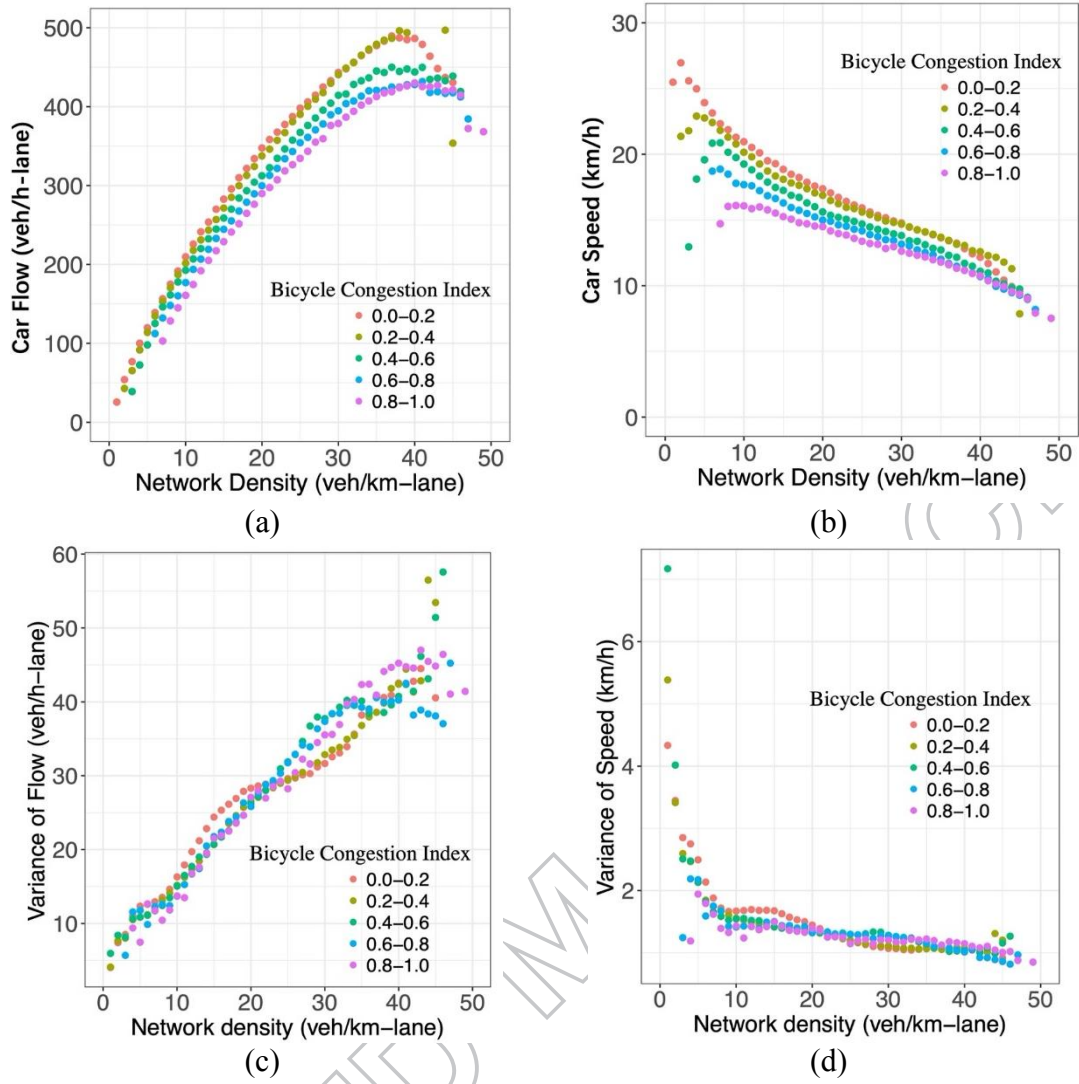 500
400
300
200
100
0
Car Flow (veh/h-lane)
Bicycle Congestion Index
0.0−0.2
0.2−0.4
0.4−0.6
0.6−0.8
0.8−1.0
0 10 20 30 40 50
Network Density (veh/km−lane)
(a)
30
20
10
0
Car Speed (km/h)
Bicycle Congestion Index
0.0−0.2
0.2−0.4
0.4−0.6
0.6−0.8
0.8−1.0
0 10 20 30 40 50
Network Density (veh/km−lane)
(b)
60
50
40
30
20
10
Variance of Flow (veh/h−lane)
Bicycle Congestion Index
0.0−0.2
0.2−0.4
0.4−0.6
0.6−0.8
0.8−1.0
0 10 20 30 40 50
Network density (veh/km−lane)
(c)
6
4
2
Variance of Speed (km/h)
Bicycle Congestion Index
0.0−0.2
0.2−0.4
0.4−0.6
0.6−0.8
0.8−1.0
0 10 20 30 40 50
Network density (veh/km−lane)
(d)